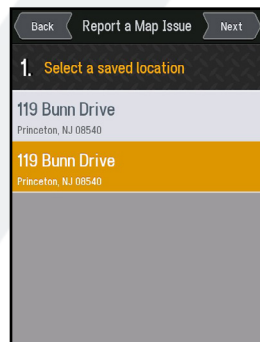 Back Report a Map Issue Next
1. Select a saved location
119 Bunn Drive
Princeton, NJ 08540
119 Bunn Drive
Princeton, NJ 08540